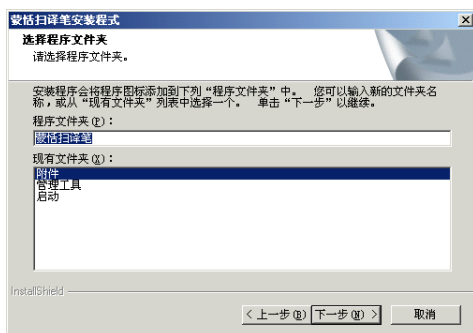 蒙恬扫译笔安装程式
选择程序文件夹
请选择程序文件夹。
安装程序会将程序图标添加到下列“程序文件夹”中。 您可以输入新的文件夹名
称，或从“现有文件夹”列表中选择一个。 单击“下一步”以继续。
程序文件夹(P)：
蒙恬扫译笔
现有文件夹(X)：
附件
管理工具
启动
InstallShield
< 上一步(B) 下一步(N) > 取消